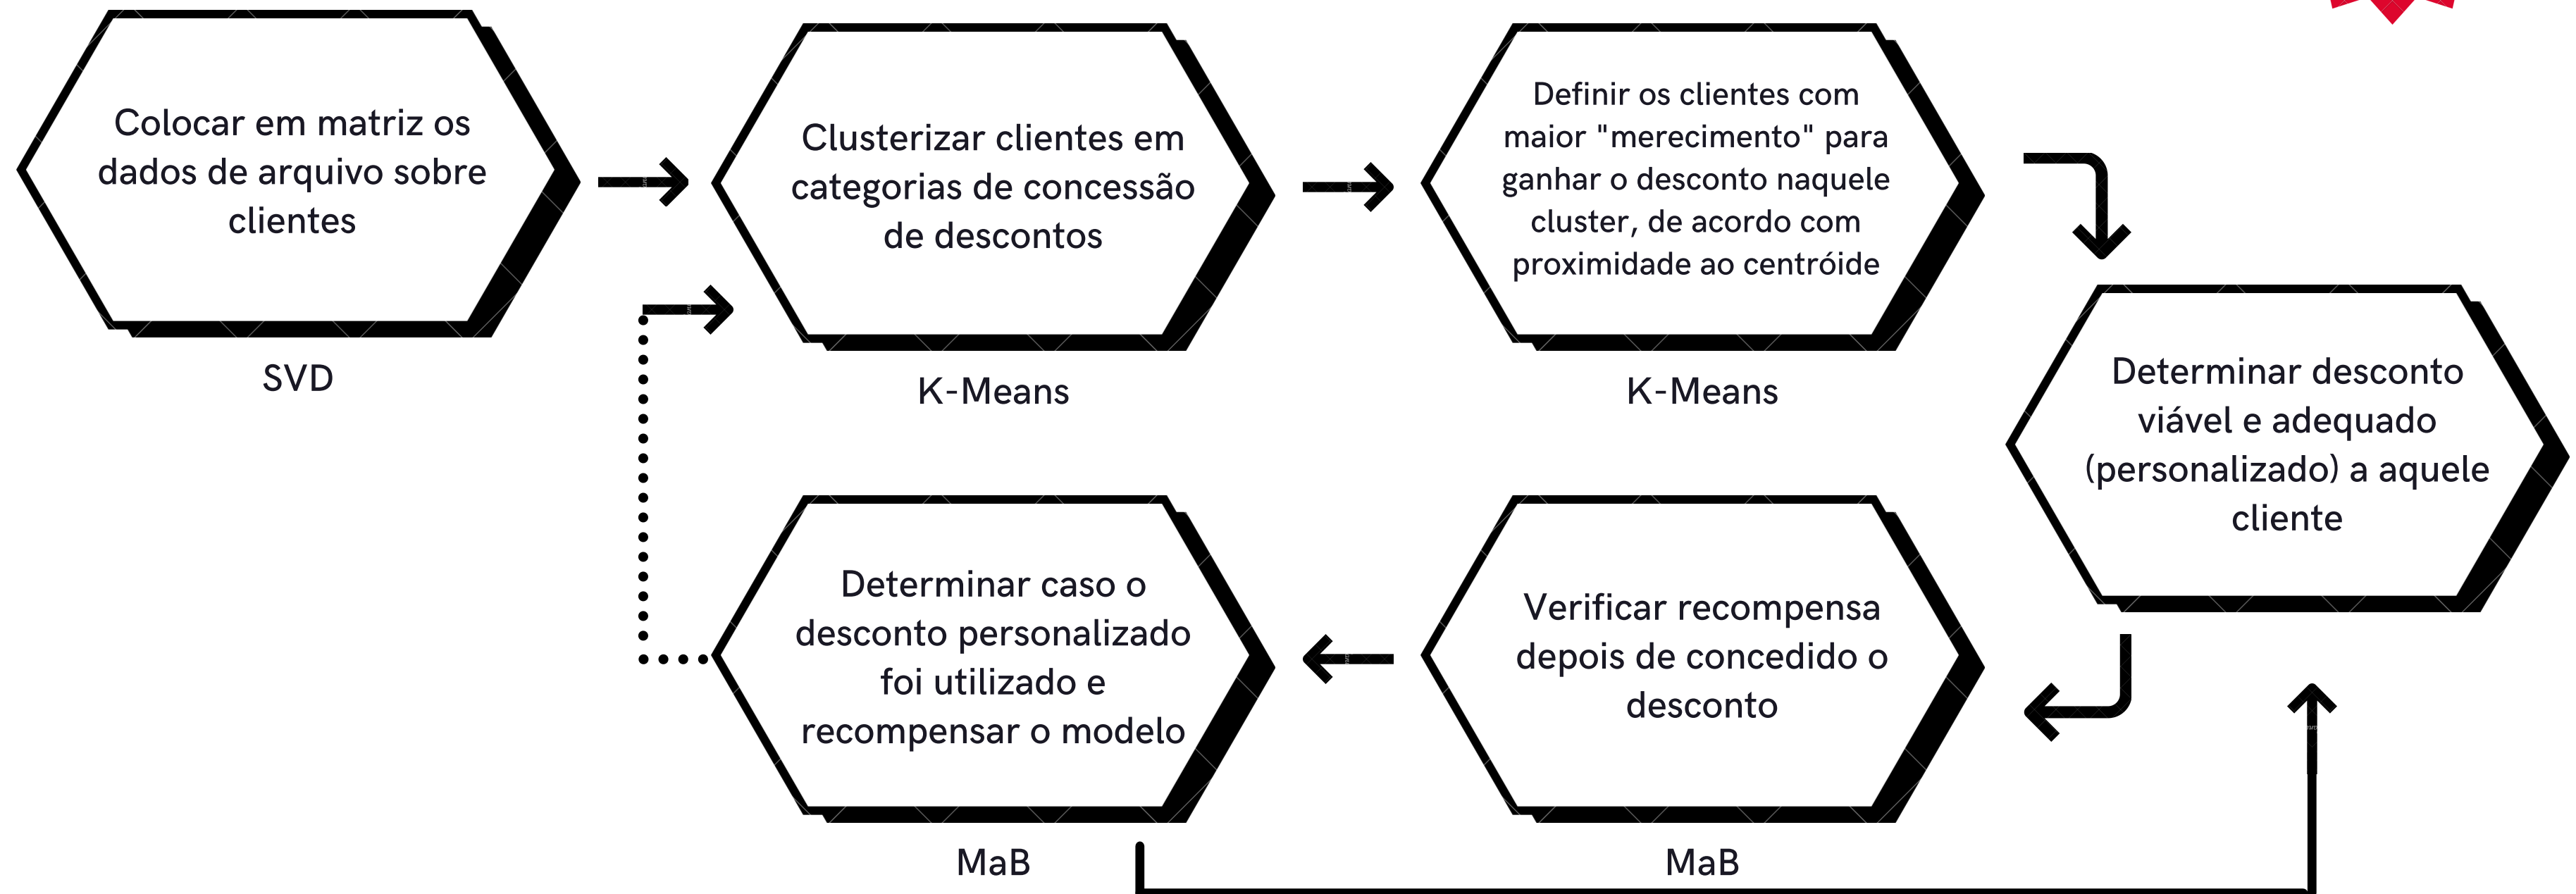 Colocar em matriz os
dados de arquivo sobre
clientes
SVD
Clusterizar clientes em
categorias de concessão
de descontos
K-Means
Definir os clientes com
maior "merecimento" para
ganhar o desconto naquele
cluster, de acordo com
proximidade ao centróide
K-Means
Determinar desconto
viável e adequado
(personalizado) a aquele
cliente
Verificar recompensa
depois de concedido o
desconto
MaB
Determinar caso o
desconto personalizado
foi utilizado e
recompensar o modelo
MaB